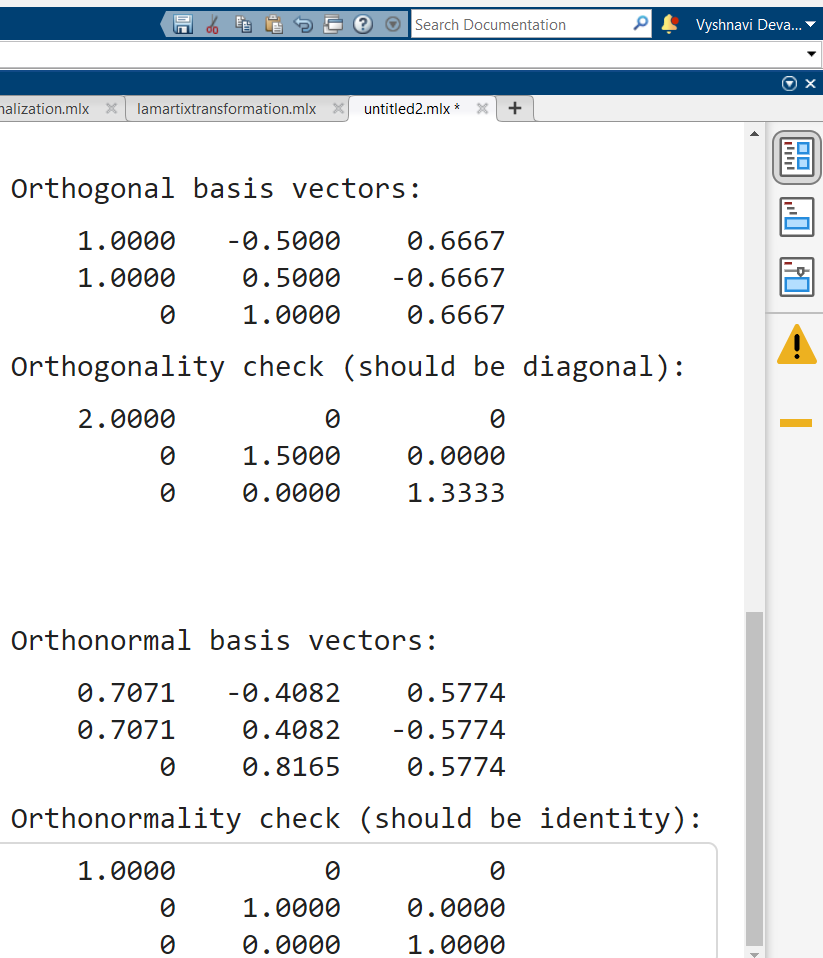 Search Documentation
Vyshnavi Deva...
nalization.mlx
lamartixtransformation.mlx
untitled2.mlx *
Orthogonal basis vectors:
1.0000 -0.5000 0.6667
1.0000 0.5000 -0.6667
0 1.0000 0.6667
Orthogonality check (should be diagonal):
2.0000 0 0
0 1.5000 0.0000
0 0.0000 1.3333
Orthonormal basis vectors:
0.7071 -0.4082 0.5774
0.7071 0.4082 -0.5774
0 0.8165 0.5774
Orthonormality check (should be identity):
1.0000 0 0
0 1.0000 0.0000
0 0.0000 1.0000